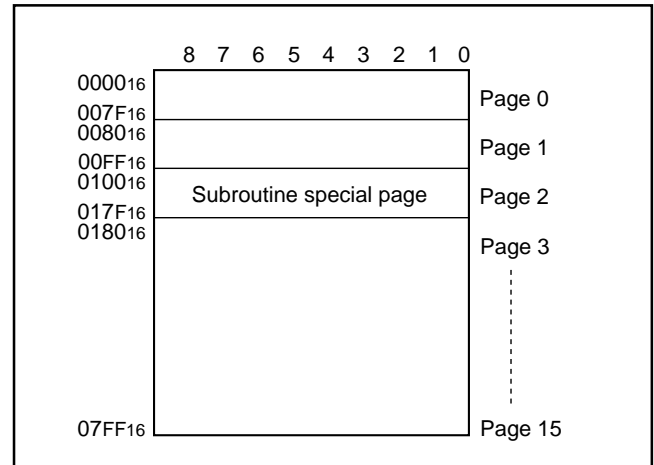 8 7 6 5 4 3 2 1 0
000016
Page 0
007F16
008016
Page 1
00FF16
010016
Subroutine special page
Page 2
017F16
018016
Page 3
07FF16
Page 15